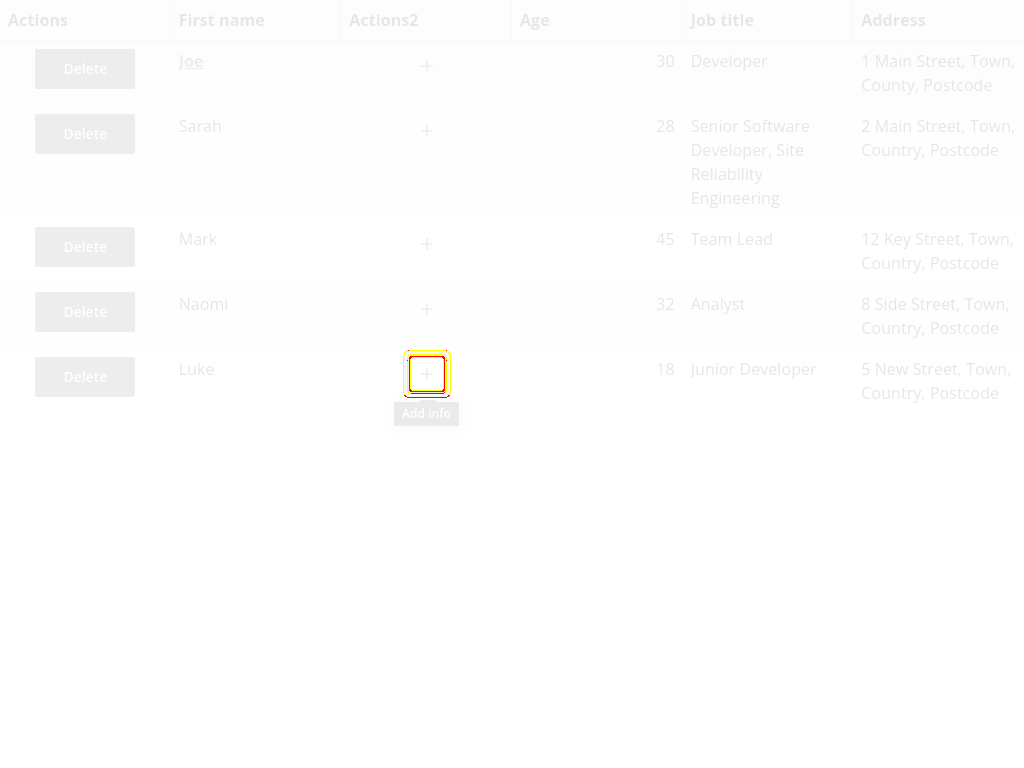 Actions First name Actions2 Age Job title Address
Delete Joe + 30 Developer 1 Main Street, Town,
County, Postcode
Delete Sarah + 28 Senior Software 2 Main Street, Town,
Developer, Site Country, Postcode
Reliability
Engineering
Delete Mark + 45 Team Lead 12 Key Street, Town,
Country, Postcode
Delete Naomi + 32 Analyst 8 Side Street, Town,
Country, Postcode
Delete Luke + 18 Junior Developer 5 New Street, Town,
Country, Postcode
Add info